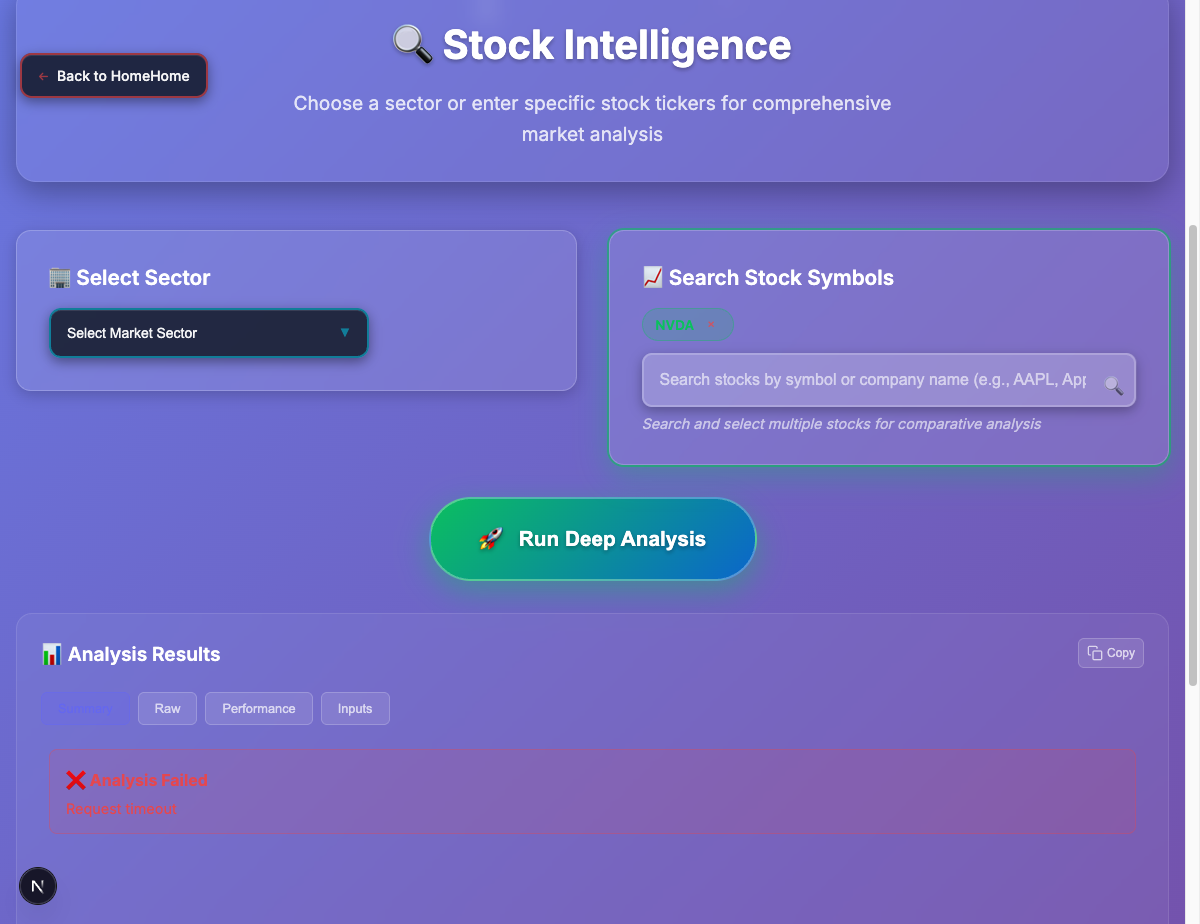 Stock Intelligence
← Back to HomeHome
Choose a sector or enter specific stock tickers for comprehensive
market analysis
Select Sector
Select Market Sector ▼
Search Stock Symbols
NVDA ×
Search stocks by symbol or company name (e.g., AAPL, App
Search and select multiple stocks for comparative analysis
Run Deep Analysis
Analysis Results
Copy
Summary Raw Performance Inputs
❌ Analysis Failed
Request timeout
N